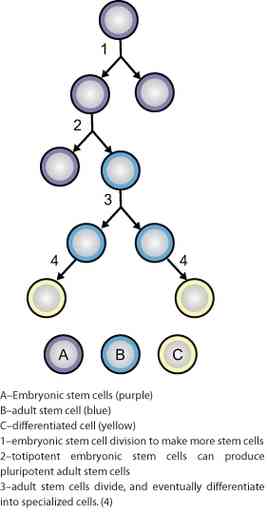 1
2
3
4 4
A B C
A–Embryonic stem cells (purple)
B–adult stem cell (blue)
C–differentiated cell (yellow)
1–embryonic stem cell division to make more stem cells
2–totipotent embryonic stem cells can produce
pluripotent adult stem cells
3–adult stem cells divide, and eventually differentiate
into specialized cells. (4)